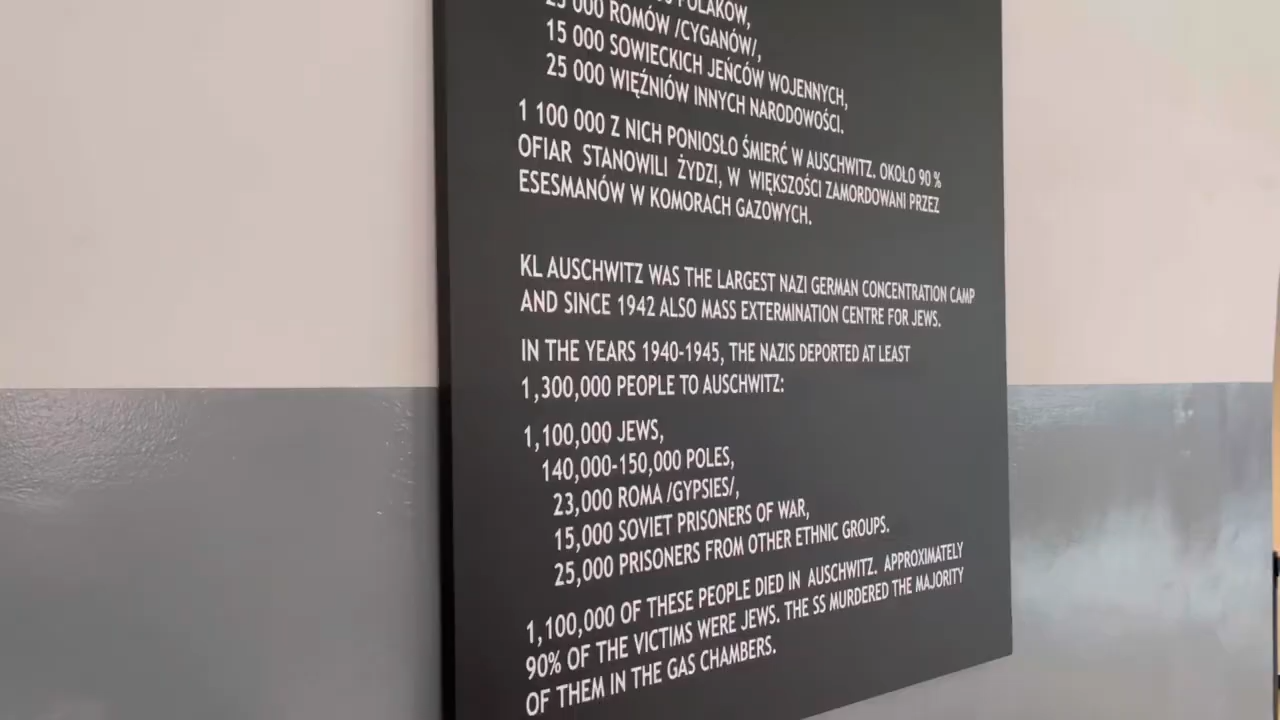 POLAKÓW,
23 000 ROMÓW /CYGANÓW/,
15 000 SOWIECKICH JEŃCÓW WOJENNYCH,
25 000 WIĘŹNIÓW INNYCH NARODOWOŚCI.
1 100 000 Z NICH PONIOSŁO ŚMIERĆ W AUSCHWITZ. OKOŁO 90 %
OFIAR STANOWILI ŻYDZI, W WIĘKSZOŚCI ZAMORDOWANI PRZEZ
ESESMANÓW W KOMORACH GAZOWYCH.
KL AUSCHWITZ WAS THE LARGEST NAZI GERMAN CONCENTRATION CAMP
AND SINCE 1942 ALSO MASS EXTERMINATION CENTRE FOR JEWS.
IN THE YEARS 1940-1945, THE NAZIS DEPORTED AT LEAST
1,300,000 PEOPLE TO AUSCHWITZ:
1,100,000 JEWS,
140,000-150,000 POLES,
23,000 ROMA /GYPSIES/,
15,000 SOVIET PRISONERS OF WAR,
25,000 PRISONERS FROM OTHER ETHNIC GROUPS.
1,100,000 OF THESE PEOPLE DIED IN AUSCHWITZ. APPROXIMATELY
90% OF THE VICTIMS WERE JEWS. THE SS MURDERED THE MAJORITY
OF THEM IN THE GAS CHAMBERS.